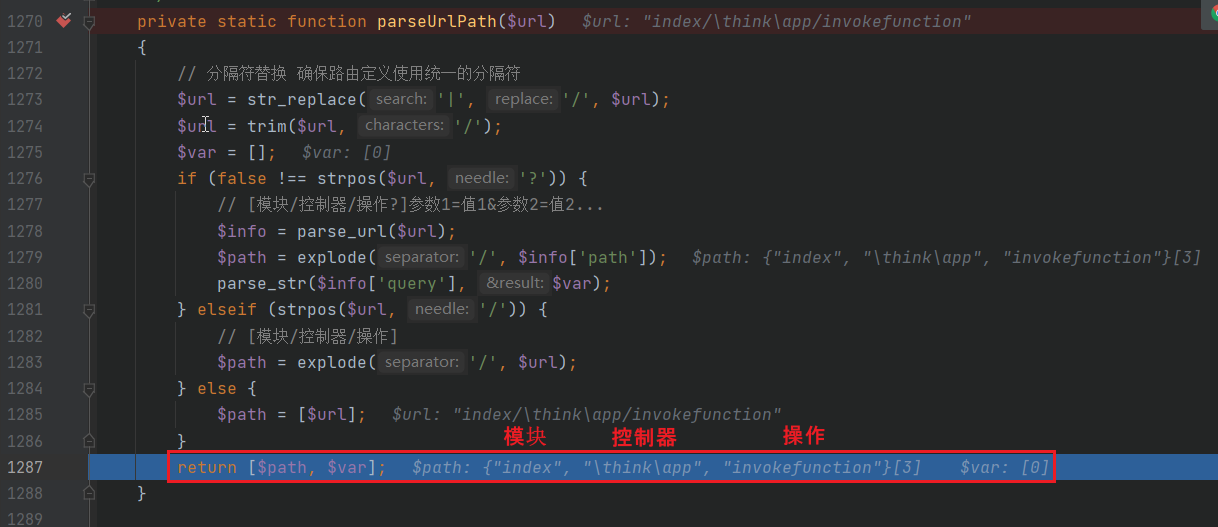 1270 private static function parseUrlPath($url) $url: "index/\think\app/invokefunction"
1271 {
1272 // 分隔符替换 确保路由定义使用统一的分隔符
1273 $url = str_replace( search: '|', replace: '/', $url);
1274 $url = trim($url, characters: '/');
1275 $var = []; $var: [0]
1276 if (false !== strpos($url, needle: '?')) {
1277 // [模块/控制器/操作?]参数1=值1&参数2=值2...
1278 $info = parse_url($url);
1279 $path = explode( separator: '/', $info['path']); $path: {"index", "\think\app", "invokefunction"}[3]
1280 parse_str($info['query'], &result: $var);
1281 } elseif (strpos($url, needle: '/')) {
1282 // [模块/控制器/操作]
1283 $path = explode( separator: '/', $url);
1284 } else {
1285 $path = [$url]; $url: "index/\think\app/invokefunction"
1286 }
模块 控制器 操作
1287 return [$path, $var]; $path: {"index", "\think\app", "invokefunction"}[3] $var: [0]
1288 }
1289